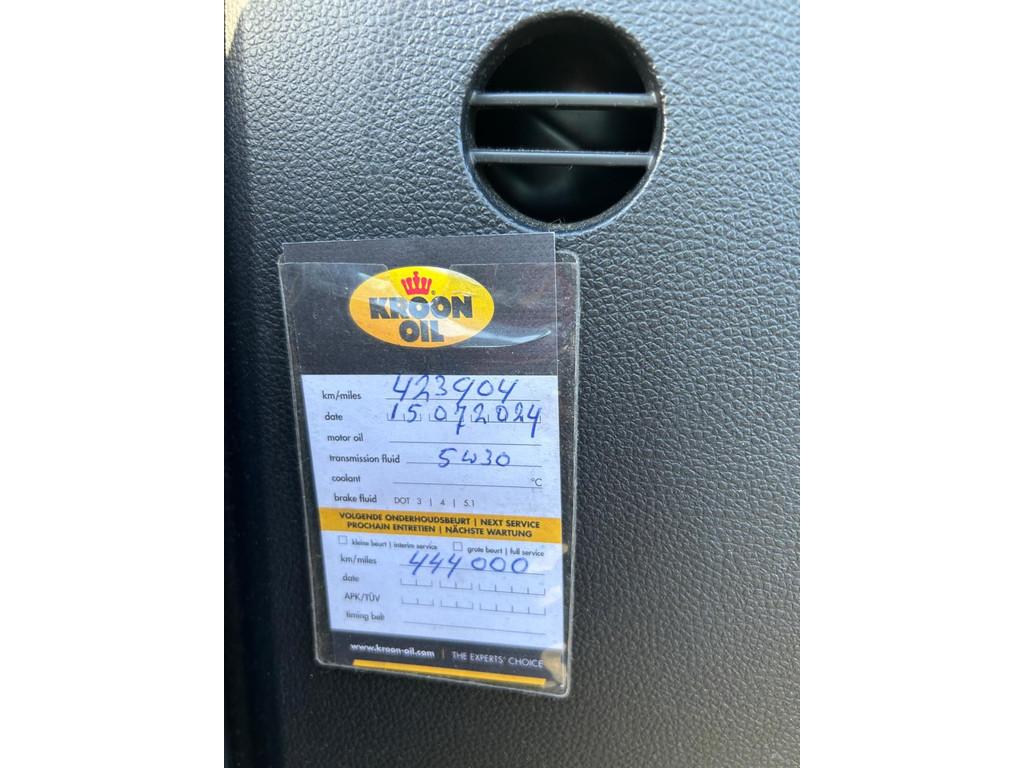 KROON
OIL
km/miles 423904
date 15 07 2024
motor oil
transmission fluid 5W30
coolant °C
brake fluid DOT 3 | 4 | 5.1
VOLGENDE ONDERHOUDSBEURT | NEXT SERVICE
PROCHAIN ENTRETIEN | NÄCHSTE WARTUNG
kleine beurt | interim service grote beurt | full service
km/miles 444000
date
APK/TÜV
timing belt
www.kroon-oil.com | THE EXPERTS' CHOICE